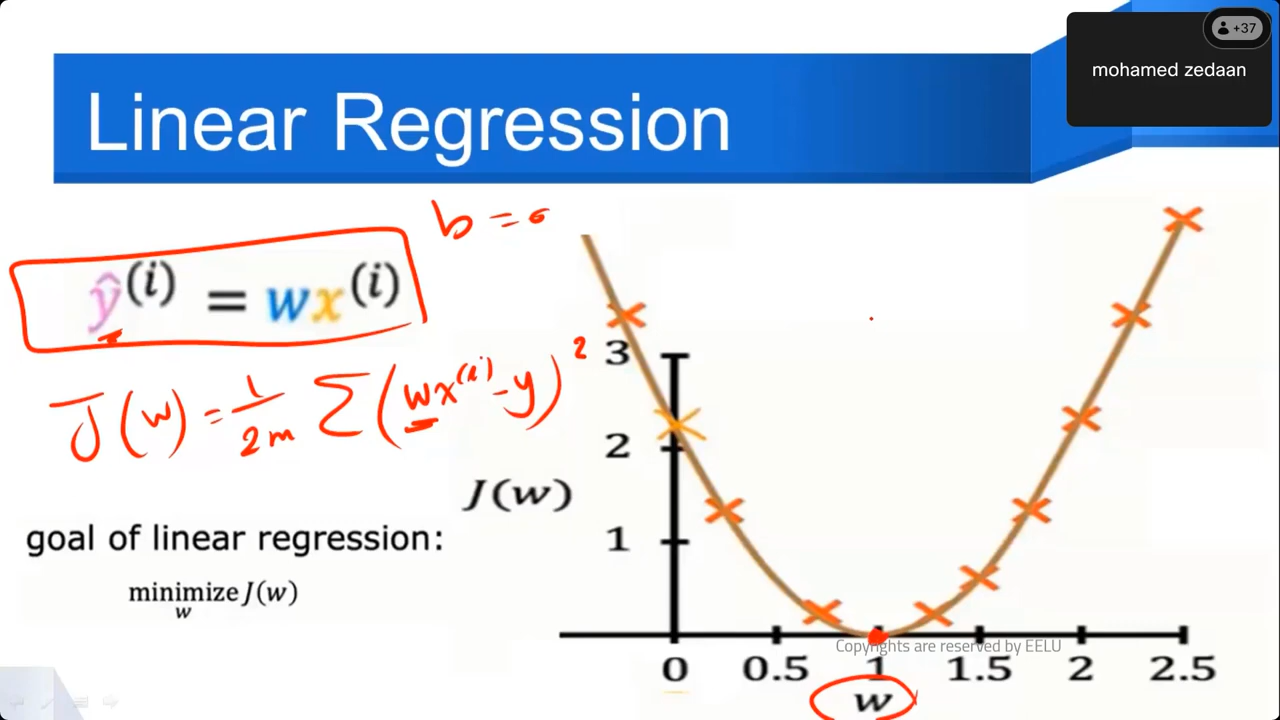 +37
mohamed zedaan
Linear Regression
b = 0
ŷ^(i) = wx^(i)
J(w) = 1/2m Σ(wx^(i) - y)^2
goal of linear regression:
minimize J(w)
w
J(w)
3
2
1
0 0.5 1 1.5 2 2.5
Copyrights are reserved by EELU
w